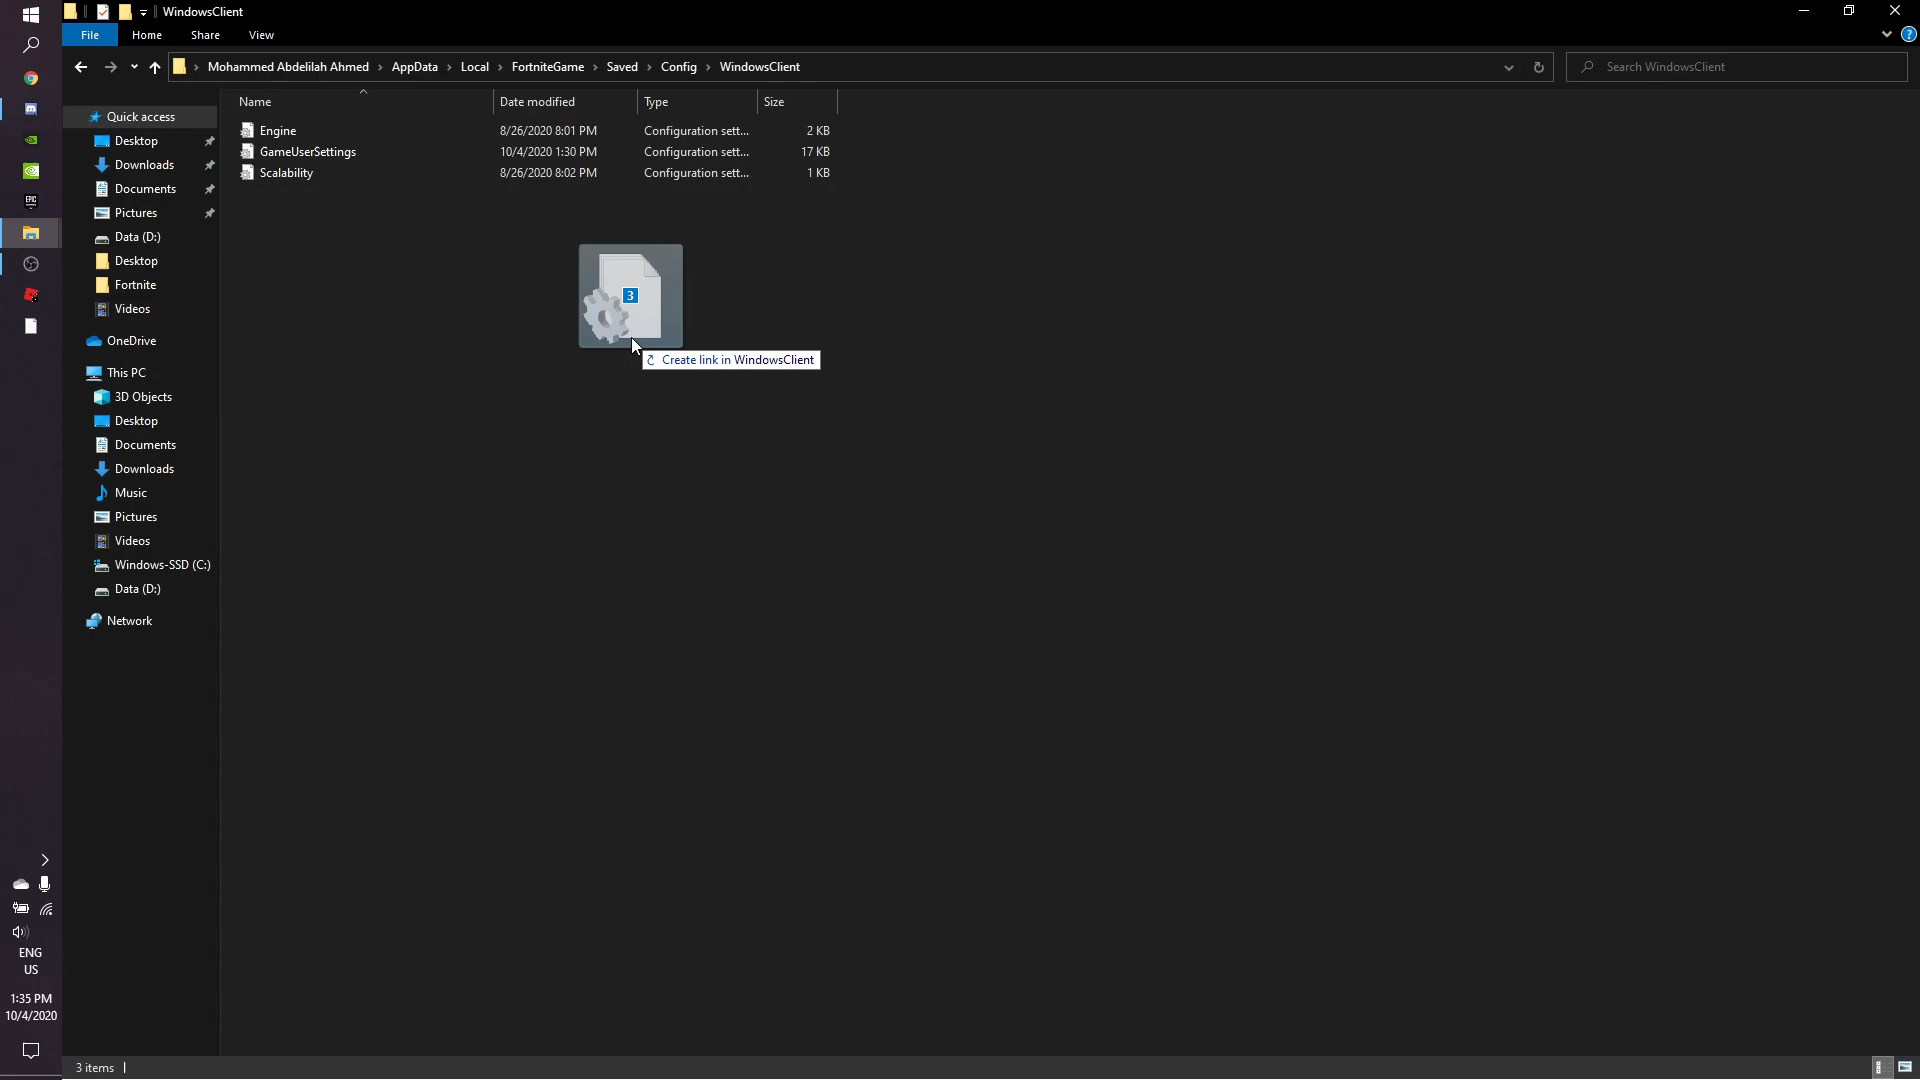 WindowsClient
File Home Share View
Mohammed Abdelilah Ahmed > AppData > Local > FortniteGame > Saved > Config > WindowsClient
Search WindowsClient
Name Date modified Type Size
Engine 8/26/2020 8:01 PM Configuration sett... 2 KB
GameUserSettings 10/4/2020 1:30 PM Configuration sett... 17 KB
Scalability 8/26/2020 8:02 PM Configuration sett... 1 KB
Quick access
Desktop
Downloads
Documents
Pictures
Data (D:)
Desktop
Fortnite
Videos
OneDrive
This PC
3D Objects
Desktop
Documents
Downloads
Music
Pictures
Videos
Windows-SSD (C:)
Data (D:)
Network
3
Create link in WindowsClient
EPIC
ENG
US
1:35 PM
10/4/2020
3 items